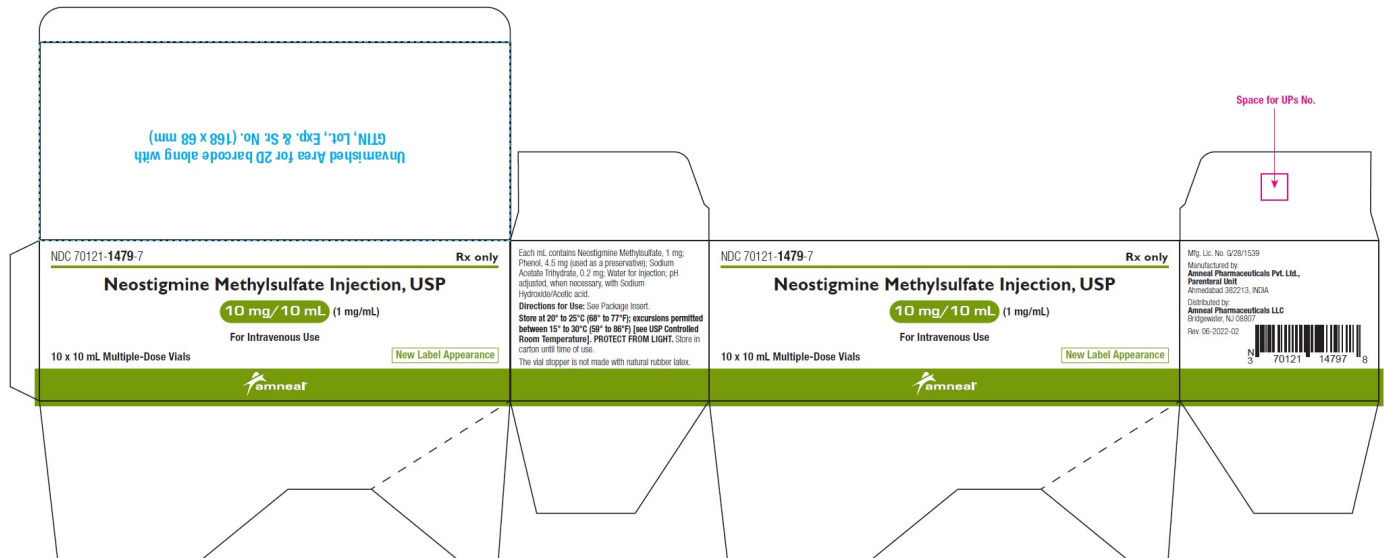 Unvarnished Area for 2D barcode along with
GTIN, Lot., Exp. & Sr. No. (168 x 68 mm)
Space for UPs No.
NDC 70121-1479-7 Rx only
Neostigmine Methylsulfate Injection, USP
10 mg/10 mL (1 mg/mL)
For Intravenous Use
10 x 10 mL Multiple-Dose Vials New Label Appearance
amneal
Each mL contains Neostigmine Methylsulfate, 1 mg;
Phenol, 4.5 mg (used as a preservative); Sodium
Acetate Trihydrate, 0.2 mg; Water for Injection; pH
adjusted, when necessary, with Sodium
Hydroxide/Acetic acid.
Directions for Use: See Package Insert.
Store at 20° to 25°C (68° to 77°F); excursions permitted
between 15° to 30°C (59° to 86°F) [see USP Controlled
Room Temperature]. PROTECT FROM LIGHT. Store in
carton until time of use.
The vial stopper is not made with natural rubber latex.
NDC 70121-1479-7 Rx only
Neostigmine Methylsulfate Injection, USP
10 mg/10 mL (1 mg/mL)
For Intravenous Use
10 x 10 mL Multiple-Dose Vials New Label Appearance
amneal
Mfg. Lic. No. G/28/1539
Manufactured by:
Amneal Pharmaceuticals Pvt. Ltd.,
Parenteral Unit
Ahmedabad 382213, INDIA
Distributed by:
Amneal Pharmaceuticals LLC
Bridgewater, NJ 08807
Rev. 06-2022-02
N
3 70121 14797 8